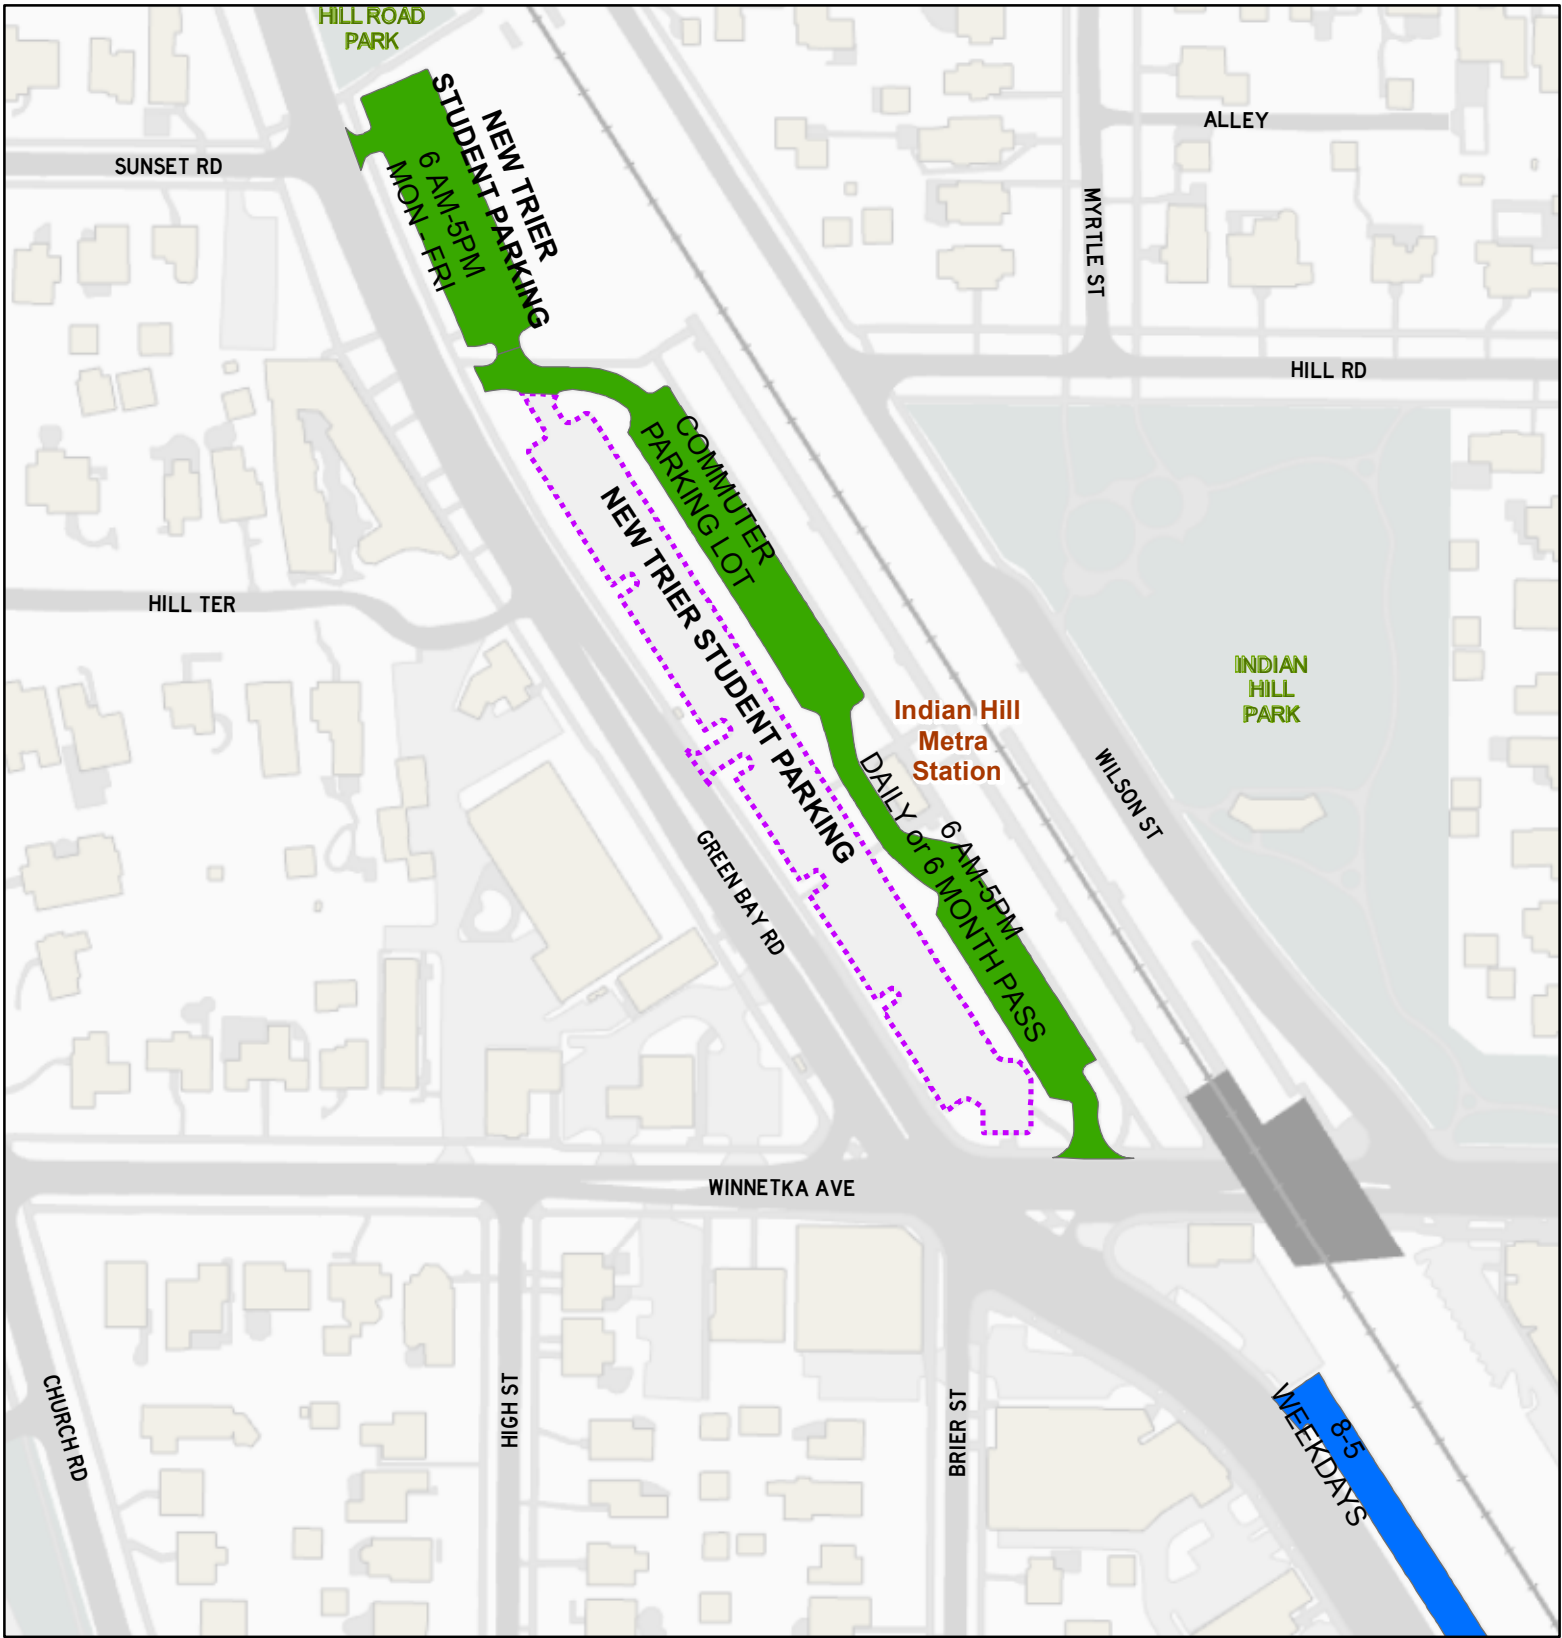 HILL ROAD
PARK
NEW TRIER
STUDENT PARKING
6 AM-5PM
MON - FRI
SUNSET RD
ALLEY
MYRTLE ST
HILL RD
COMMUTER
PARKING LOT
NEW TRIER STUDENT PARKING
HILL TER
INDIAN
HILL
PARK
Indian Hill
Metra
Station
WILSON ST
6 AM-5PM
DAILY or 6 MONTH PASS
GREEN BAY RD
WINNETKA AVE
CHURCH RD
HIGH ST
BRIER ST
8-5
WEEKDAYS